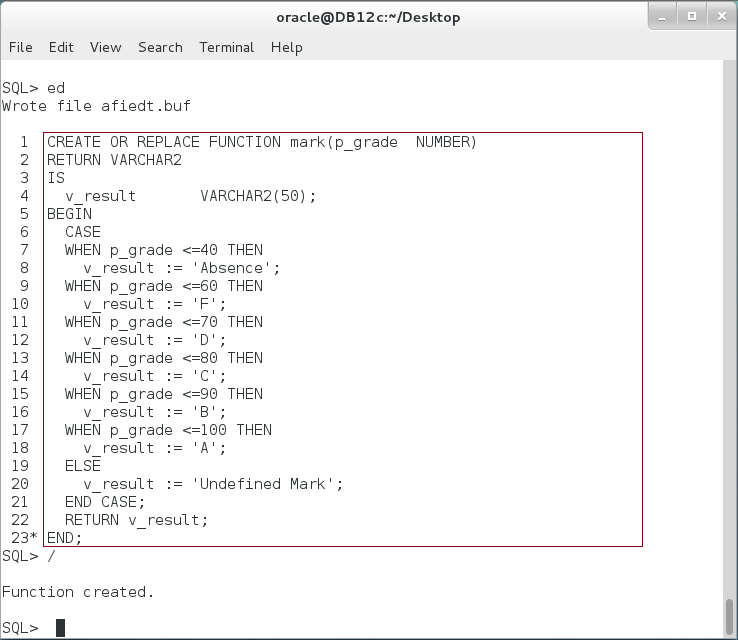 oracle@DB12c:~/Desktop
File Edit View Search Terminal Help
SQL> ed
Wrote file afiedt.buf
1 CREATE OR REPLACE FUNCTION mark(p_grade  NUMBER)
2 RETURN VARCHAR2
3 IS
4   v_result       VARCHAR2(50);
5 BEGIN
6   CASE
7   WHEN p_grade <=40 THEN
8     v_result := 'Absence';
9   WHEN p_grade <=60 THEN
10     v_result := 'F';
11   WHEN p_grade <=70 THEN
12     v_result := 'D';
13   WHEN p_grade <=80 THEN
14     v_result := 'C';
15   WHEN p_grade <=90 THEN
16     v_result := 'B';
17   WHEN p_grade <=100 THEN
18     v_result := 'A';
19   ELSE
20     v_result := 'Undefined Mark';
21   END CASE;
22   RETURN v_result;
23* END;
SQL> /
Function created.
SQL>